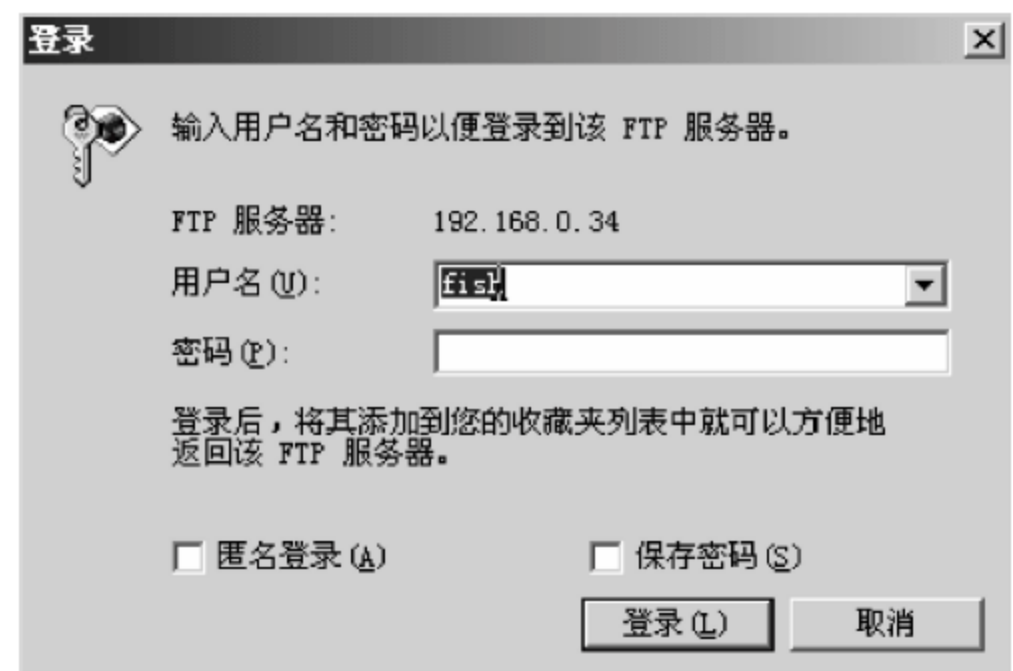 登录
输入用户名和密码以便登录到该 FTP 服务器。
FTP 服务器: 192.168.0.34
用户名(U): fish
密码(P):
登录后，将其添加到您的收藏夹列表中就可以方便地
返回该 FTP 服务器。
匿名登录(A) 保存密码(S)
登录(L) 取消